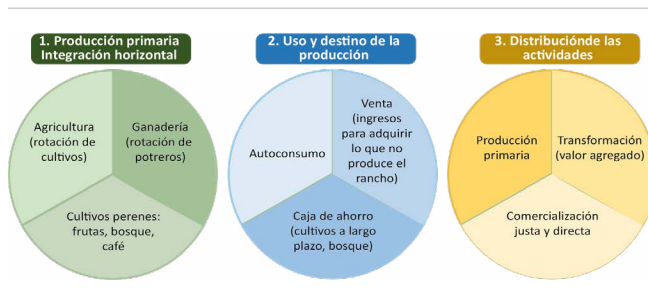 1. Producción primaria
Integración horizontal
Agricultura
(rotación de
cultivos)
Ganadería
(rotación de
potreros)
Cultivos perenes:
frutas, bosque,
café
2. Uso y destino de la
producción
Autoconsumo
Venta
(ingresos
para adquirir
lo que no
produce el
rancho)
Caja de ahorro
(cultivos a largo
plazo, bosque)
3. Distribuciónde las
actividades
Producción
primaria
Transformación
(valor agregado)
Comercialización
justa y directa